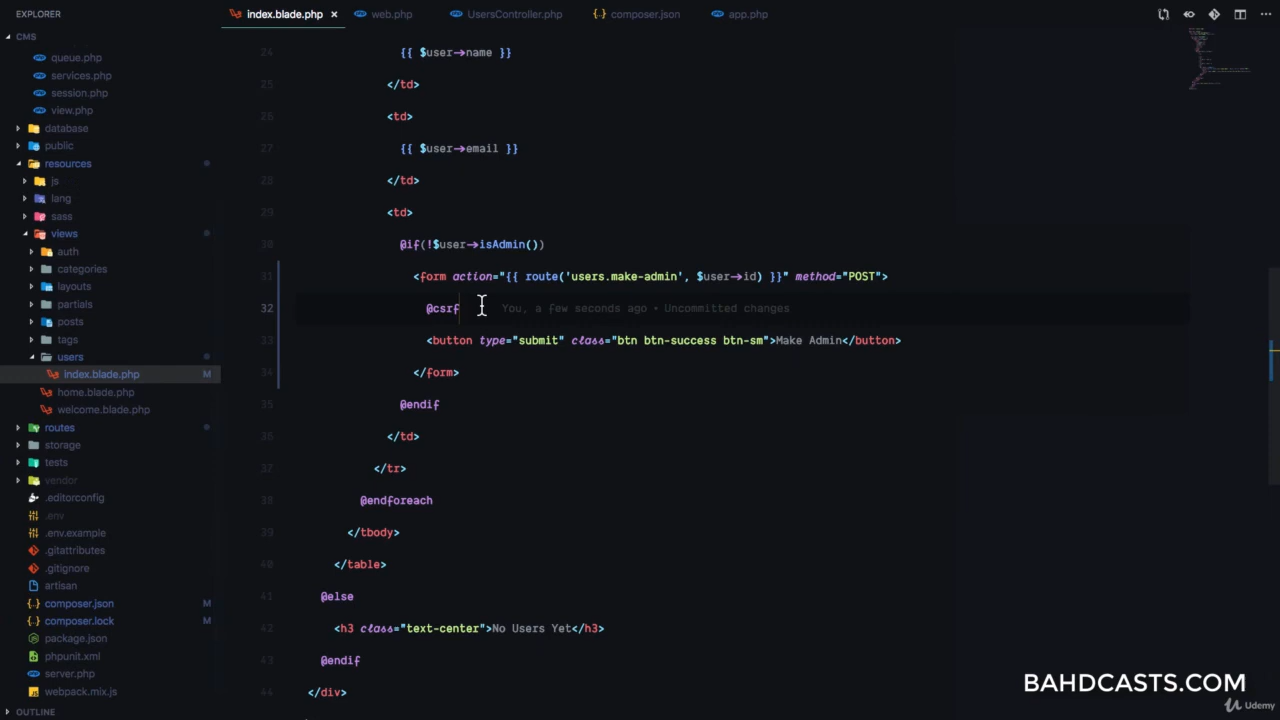 EXPLORER
index.blade.php ×
web.php
UsersController.php
composer.json
app.php
CMS
queue.php
services.php
session.php
view.php
database
public
resources
js
lang
sass
views
auth
categories
layouts
partials
posts
tags
users
index.blade.php M
home.blade.php
welcome.blade.php
routes
storage
tests
vendor
.editorconfig
.env
.env.example
.gitattributes
.gitignore
artisan
composer.json M
composer.lock M
package.json
phpunit.xml
server.php
webpack.mix.js
OUTLINE
24 {{ $user->name }}
25 </td>
26 <td>
27 {{ $user->email }}
28 </td>
29 <td>
30 @if(!$user->isAdmin())
31 <form action="{{ route('users.make-admin', $user->id) }}" method="POST">
32 @csrf You, a few seconds ago • Uncommitted changes
33 <button type="submit" class="btn btn-success btn-sm">Make Admin</button>
34 </form>
35 @endif
36 </td>
37 </tr>
38 @endforeach
39 </tbody>
40 </table>
41 @else
42 <h3 class="text-center">No Users Yet</h3>
43 @endif
44 </div>
BAHDCASTS.COM
Udemy